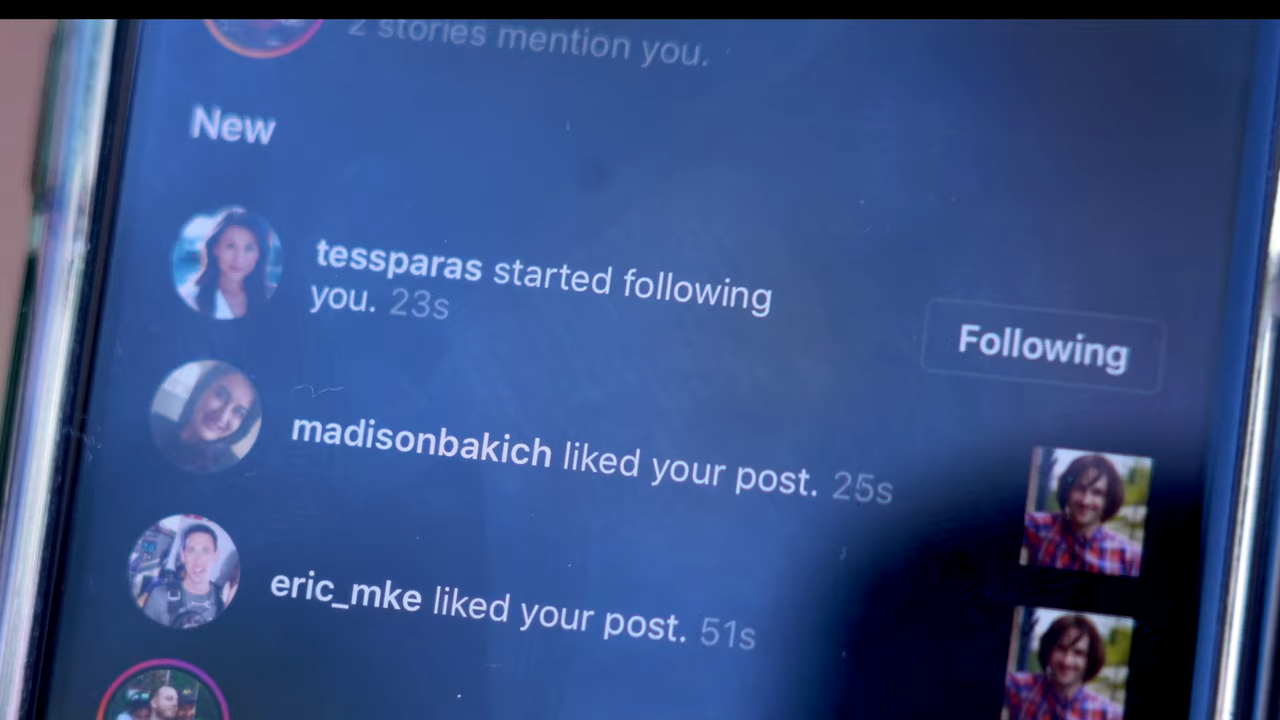 2 stories mention you.
New
tessparas started following
you. 23s
Following
madisonbakich liked your post. 25s
eric_mke liked your post. 51s